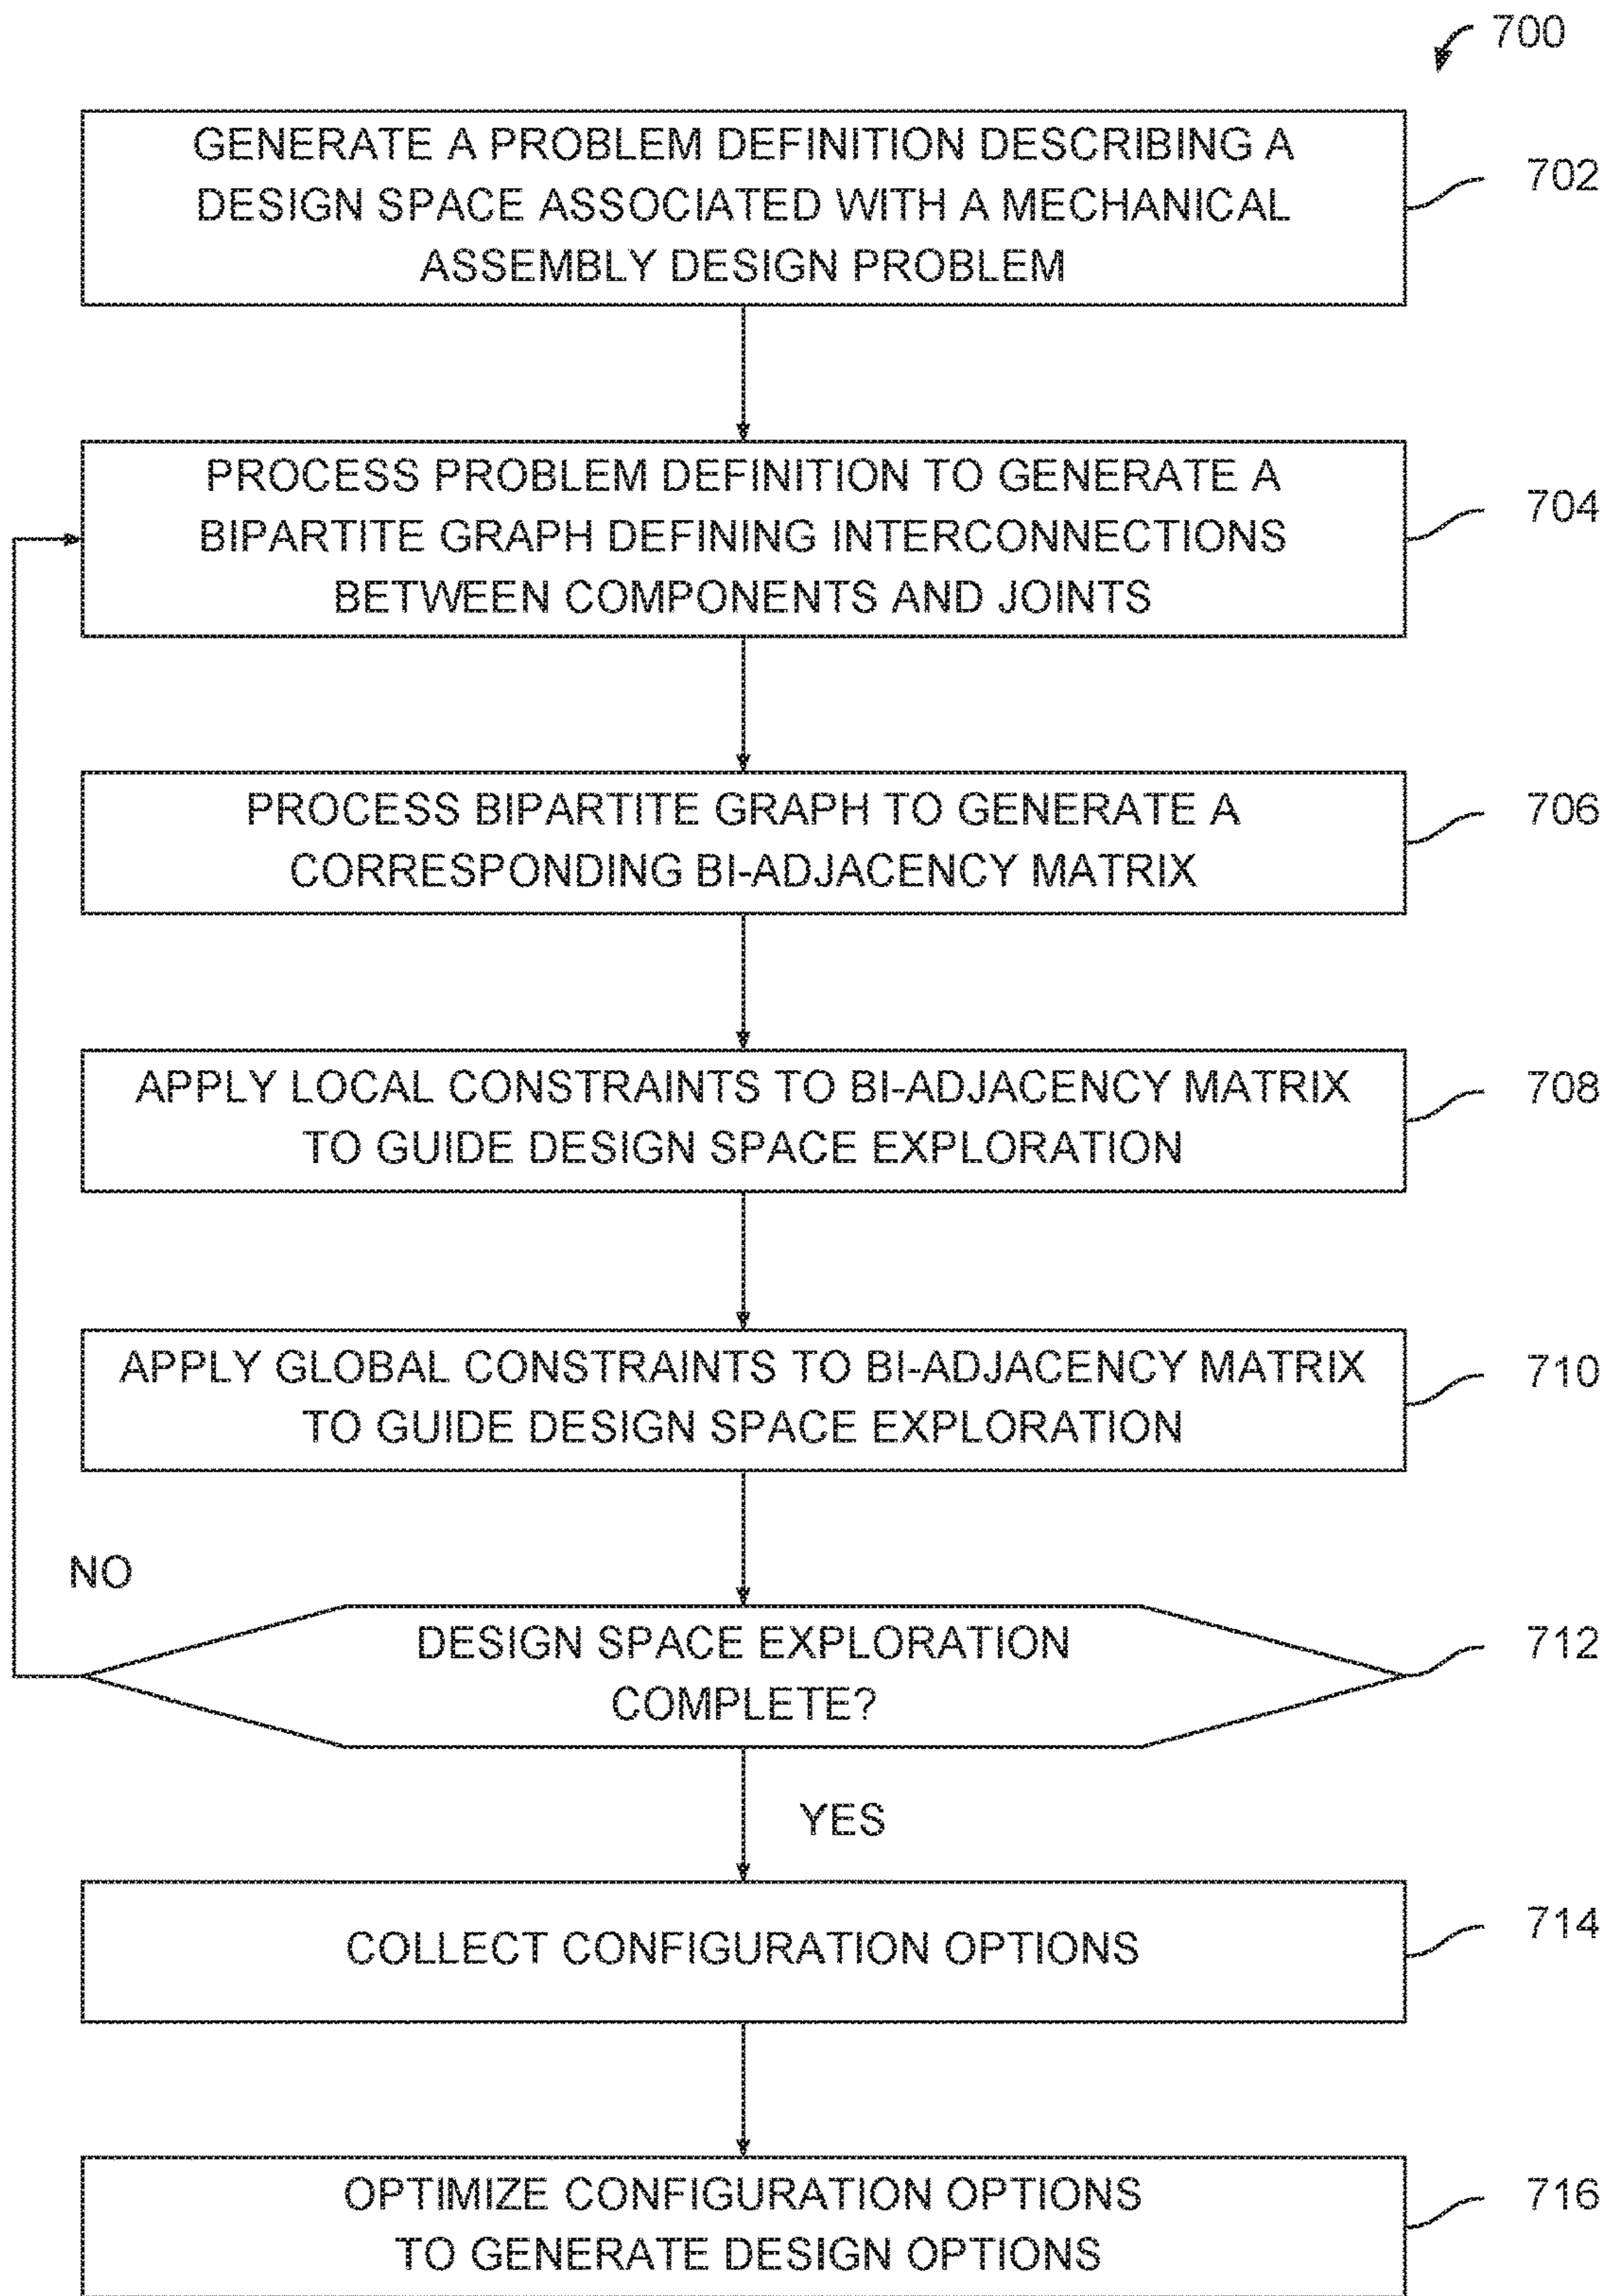 700
GENERATE A PROBLEM DEFINITION DESCRIBING A
DESIGN SPACE ASSOCIATED WITH A MECHANICAL
ASSEMBLY DESIGN PROBLEM
702
PROCESS PROBLEM DEFINITION TO GENERATE A
BIPARTITE GRAPH DEFINING INTERCONNECTIONS
BETWEEN COMPONENTS AND JOINTS
704
PROCESS BIPARTITE GRAPH TO GENERATE A
CORRESPONDING BI-ADJACENCY MATRIX
706
APPLY LOCAL CONSTRAINTS TO BI-ADJACENCY MATRIX
TO GUIDE DESIGN SPACE EXPLORATION
708
APPLY GLOBAL CONSTRAINTS TO BI-ADJACENCY MATRIX
TO GUIDE DESIGN SPACE EXPLORATION
710
NO
DESIGN SPACE EXPLORATION
COMPLETE?
712
YES
COLLECT CONFIGURATION OPTIONS
714
OPTIMIZE CONFIGURATION OPTIONS
TO GENERATE DESIGN OPTIONS
716